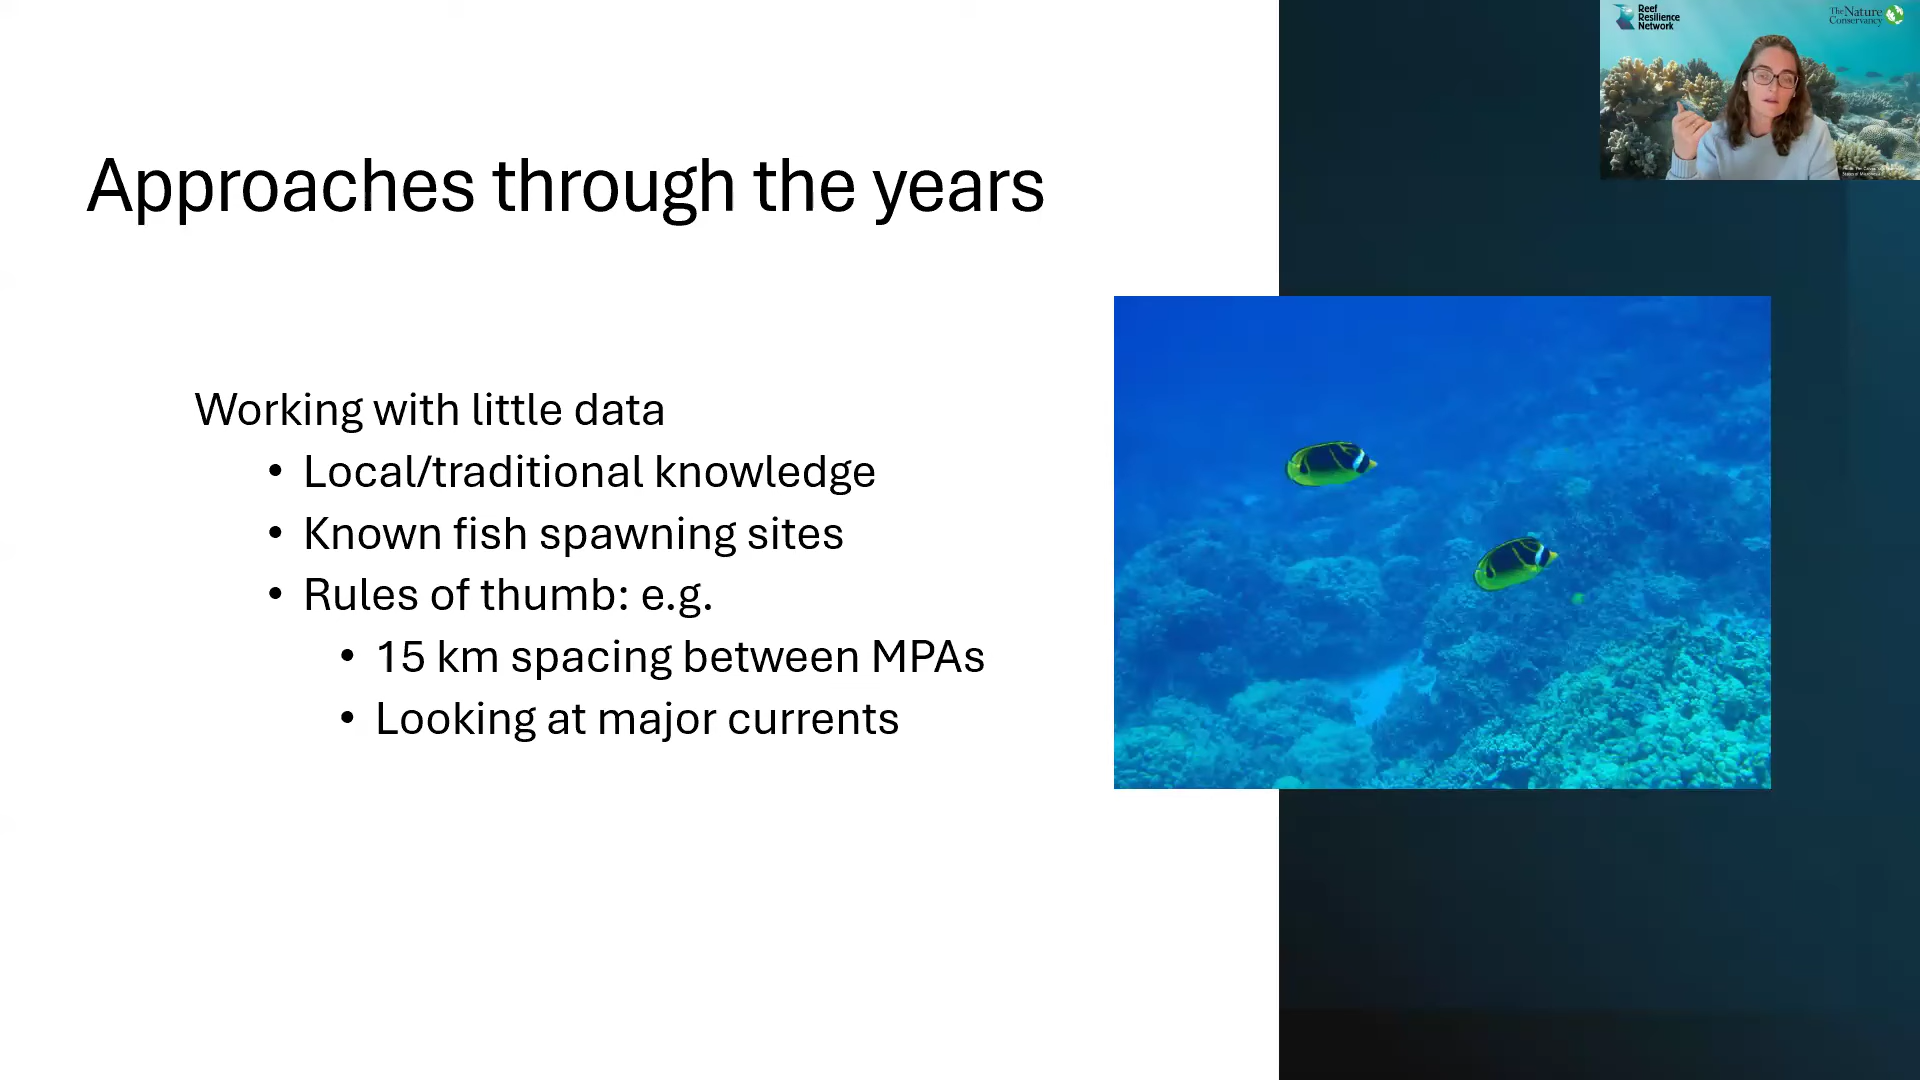 Reef
Resilience
Network
The Nature
Conservancy
Approaches through the years
Working with little data
• Local/traditional knowledge
• Known fish spawning sites
• Rules of thumb: e.g.
• 15 km spacing between MPAs
• Looking at major currents